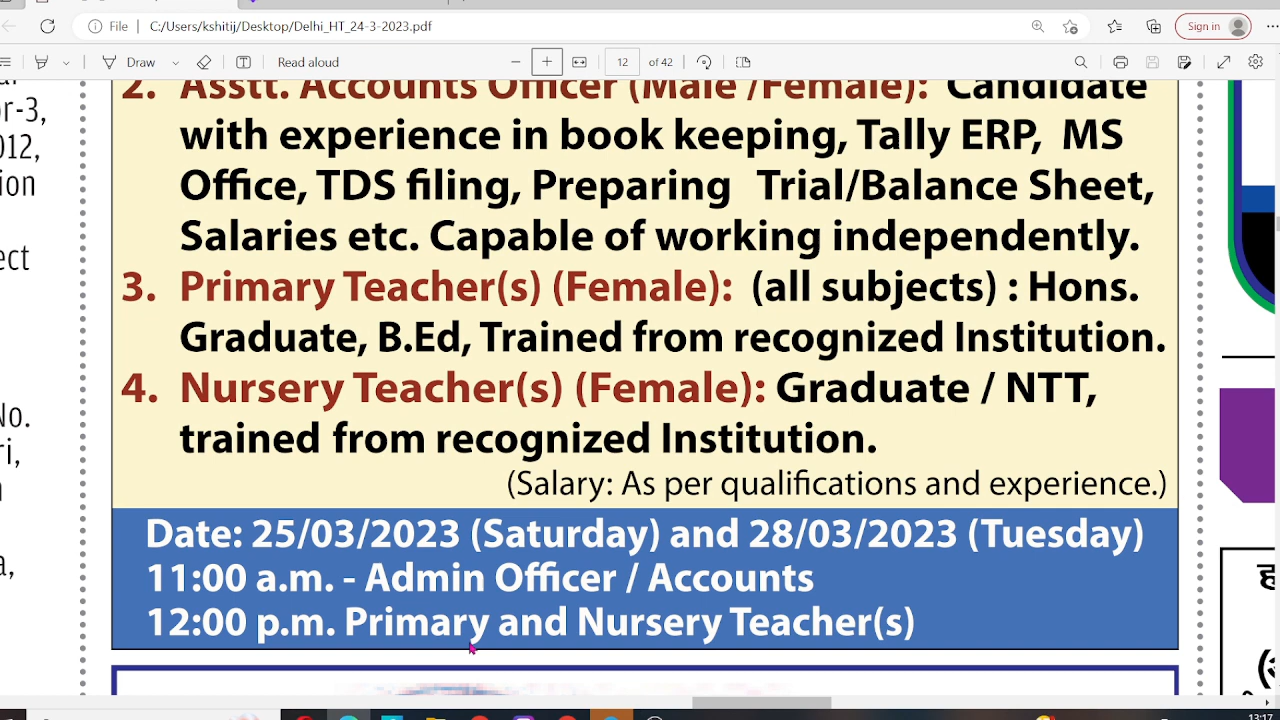 File | C:/Users/kshitij/Desktop/Delhi_HT_24-3-2023.pdf
Sign in
Draw
Read aloud
12 of 42
2. Asstt. Accounts Officer (Male /Female): Candidate
with experience in book keeping, Tally ERP, MS
Office, TDS filing, Preparing Trial/Balance Sheet,
Salaries etc. Capable of working independently.
3. Primary Teacher(s) (Female): (all subjects) : Hons.
Graduate, B.Ed, Trained from recognized Institution.
4. Nursery Teacher(s) (Female): Graduate / NTT,
trained from recognized Institution.
(Salary: As per qualifications and experience.)
Date: 25/03/2023 (Saturday) and 28/03/2023 (Tuesday)
11:00 a.m. - Admin Officer / Accounts
12:00 p.m. Primary and Nursery Teacher(s)
13:17